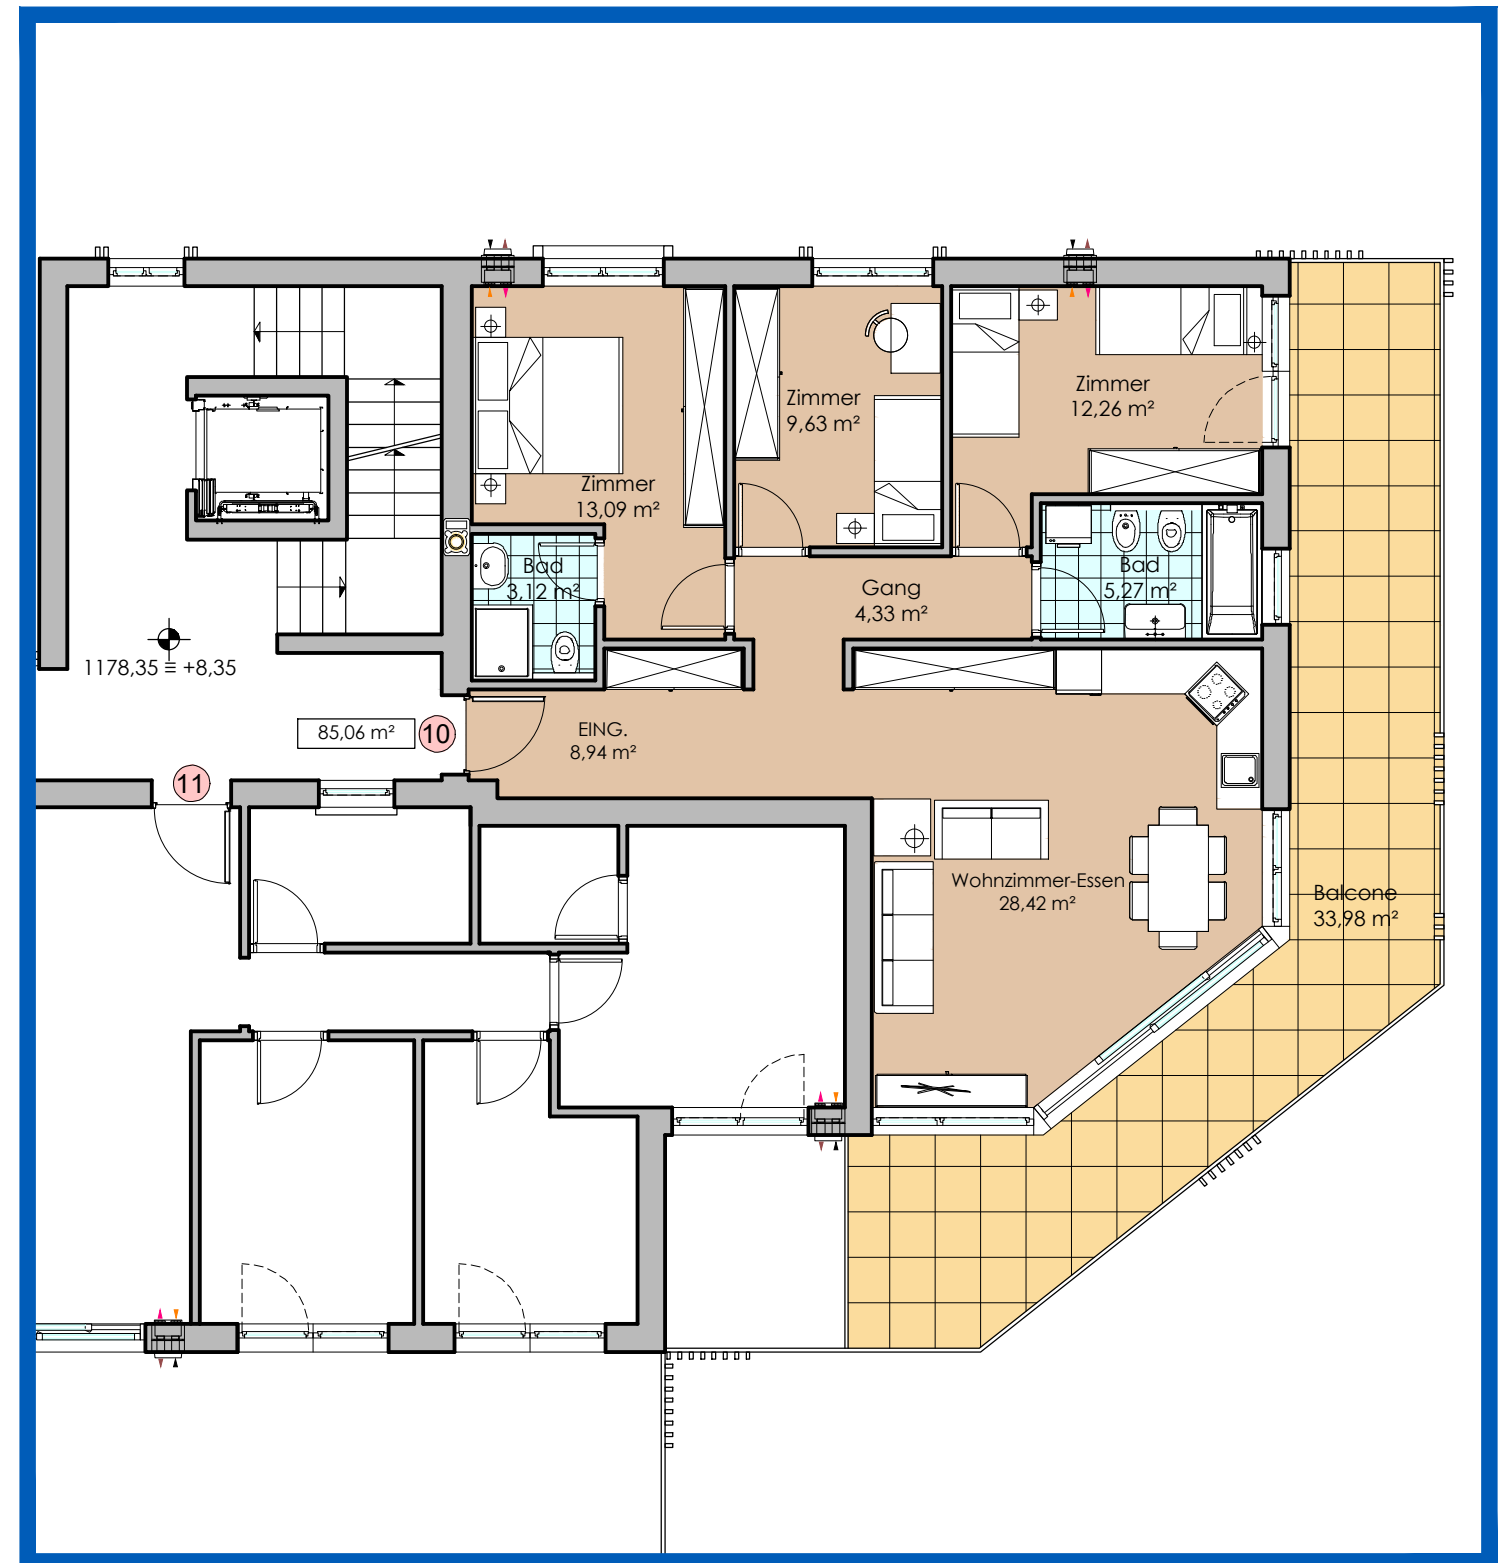 Zimmer
13,09 m²
Zimmer
9,63 m²
Zimmer
12,26 m²
Bad
3,12 m²
Gang
4,33 m²
Bad
5,27 m²
1178,35 = +8,35
85,06 m²
10
EING.
8,94 m²
11
Wohnzimmer-Essen
28,42 m²
Balcone
33,98 m²